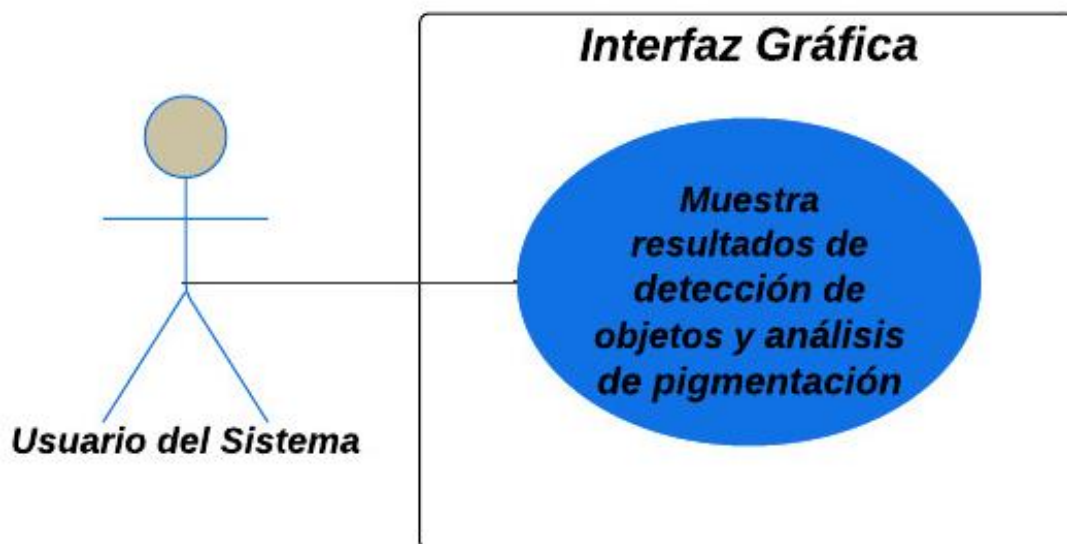 Interfaz Gráfica
Muestra
resultados de
detección de
objetos y análisis
de pigmentación
Usuario del Sistema